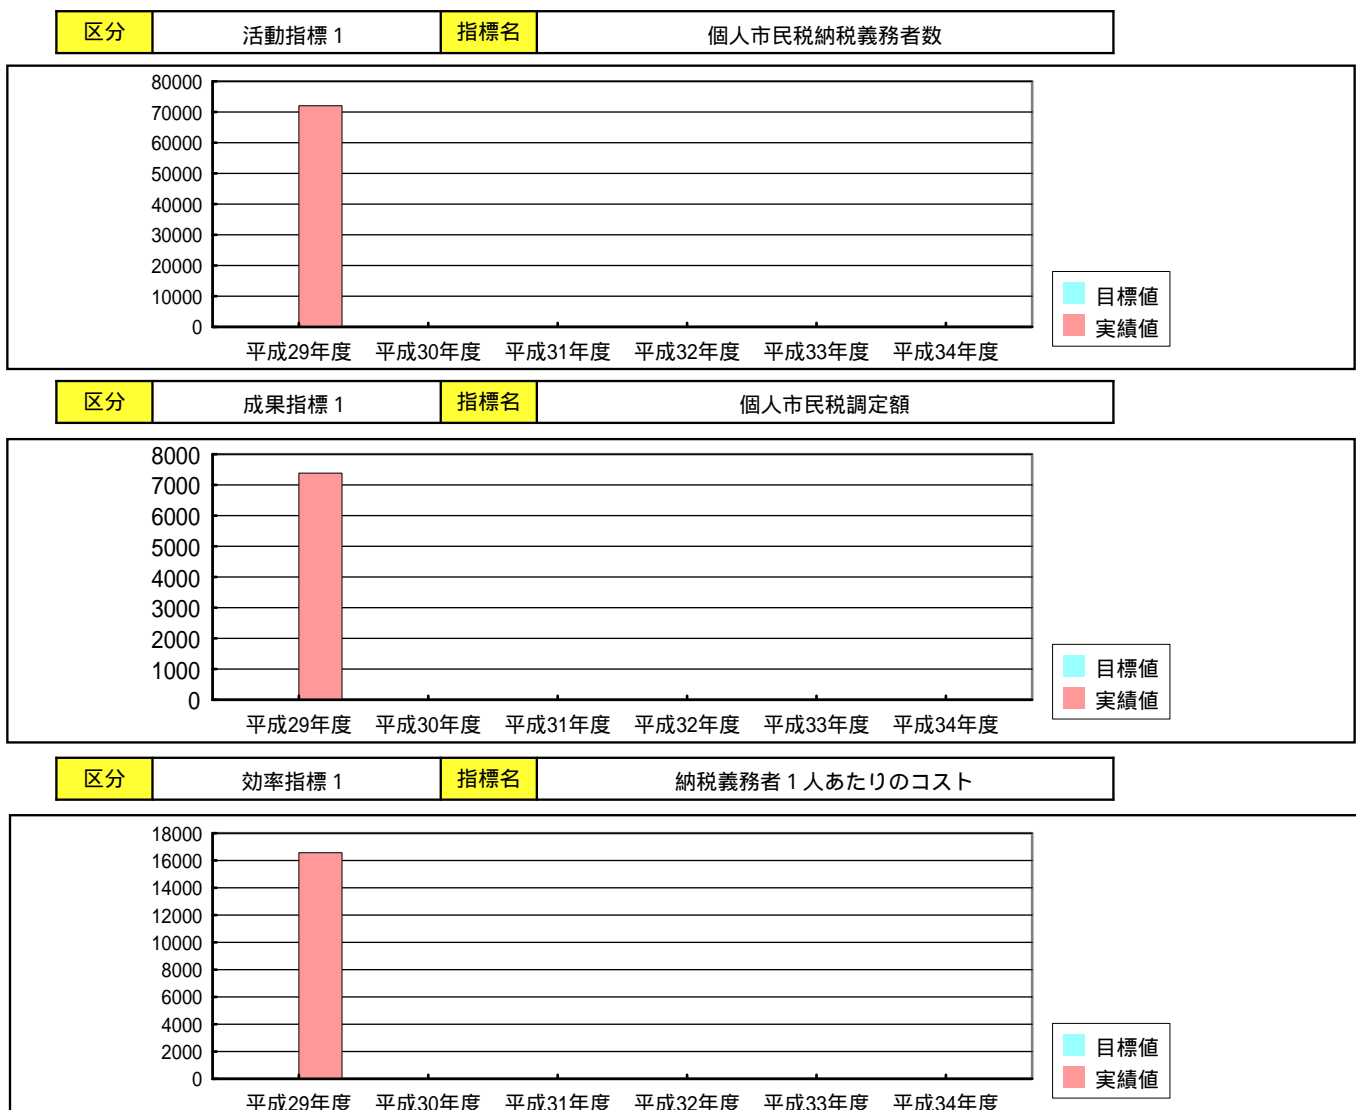 区分 活動指標１ 指標名 個人市民税納税義務者数
80000
70000
60000
50000
40000
30000
20000
10000
0
平成29年度 平成30年度 平成31年度 平成32年度 平成33年度 平成34年度
目標値
実績値
区分 成果指標１ 指標名 個人市民税調定額
8000
7000
6000
5000
4000
3000
2000
1000
0
平成29年度 平成30年度 平成31年度 平成32年度 平成33年度 平成34年度
目標値
実績値
区分 効率指標１ 指標名 納税義務者１人あたりのコスト
18000
16000
14000
12000
10000
8000
6000
4000
2000
0
平成29年度 平成30年度 平成31年度 平成32年度 平成33年度 平成34年度
目標値
実績値